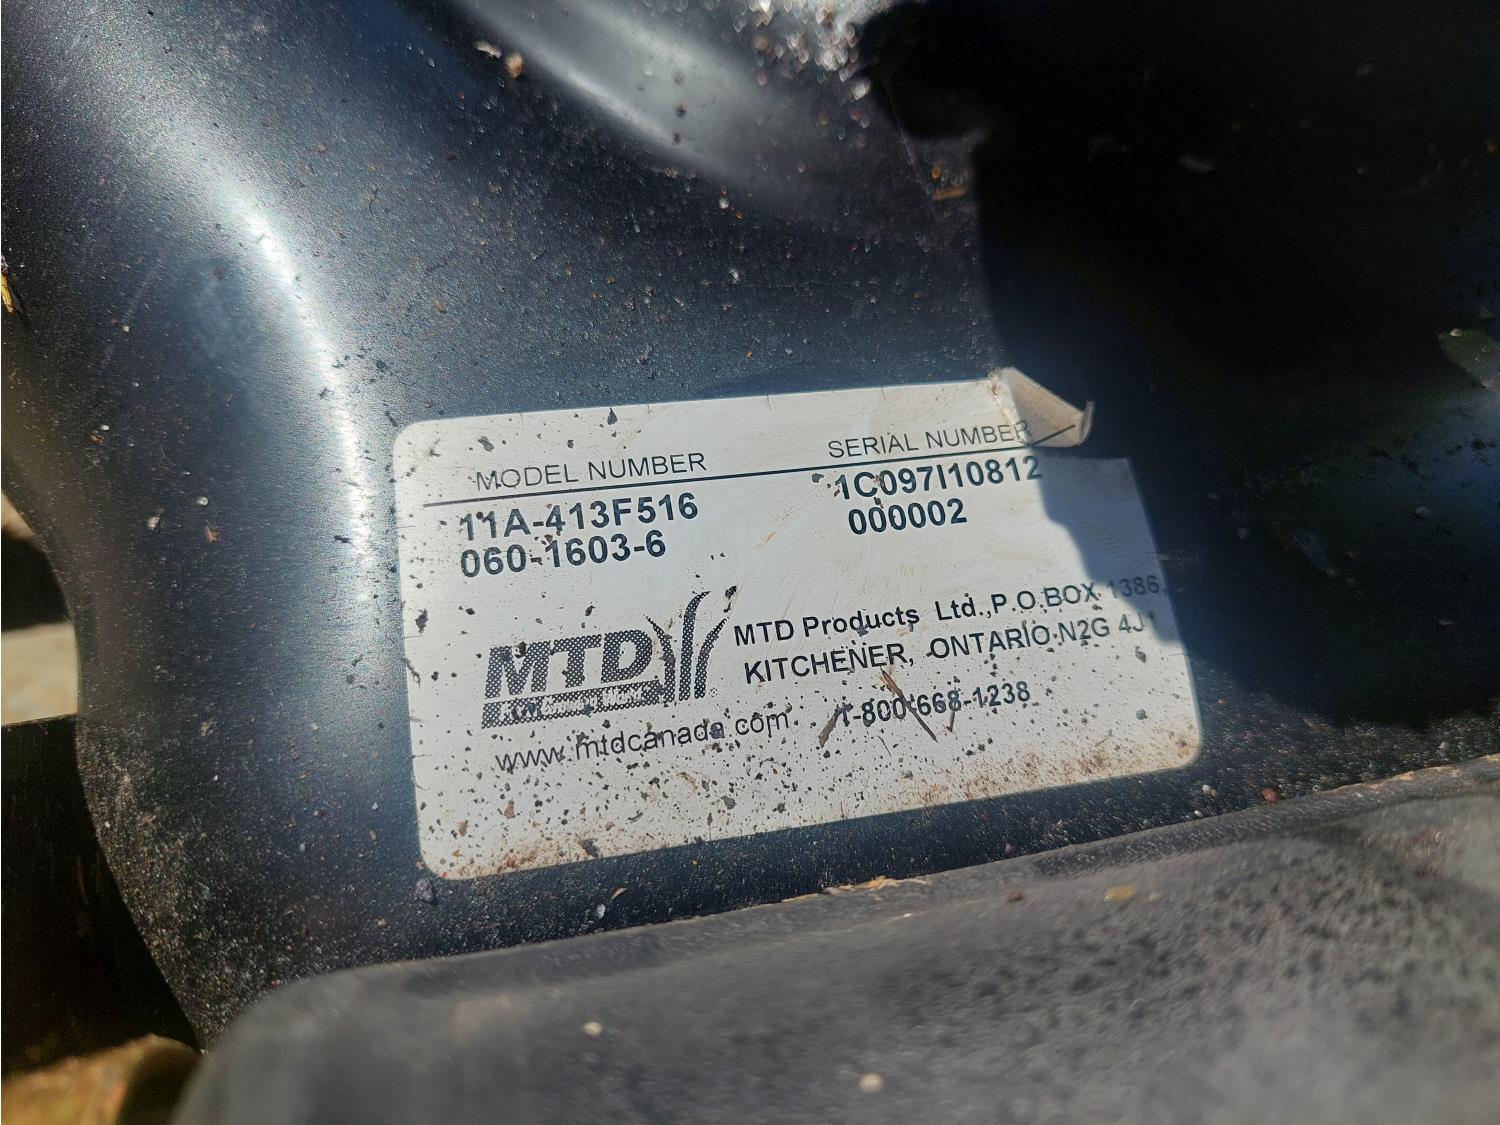 MODEL NUMBER SERIAL NUMBER
11A-413F516 1C097I10812
060-1603-6 000002
MTD
MTD Products Ltd., P.O.BOX 1386,
KITCHENER, ONTARIO N2G 4J1
www.mtdcanada.com 1-800-668-1238